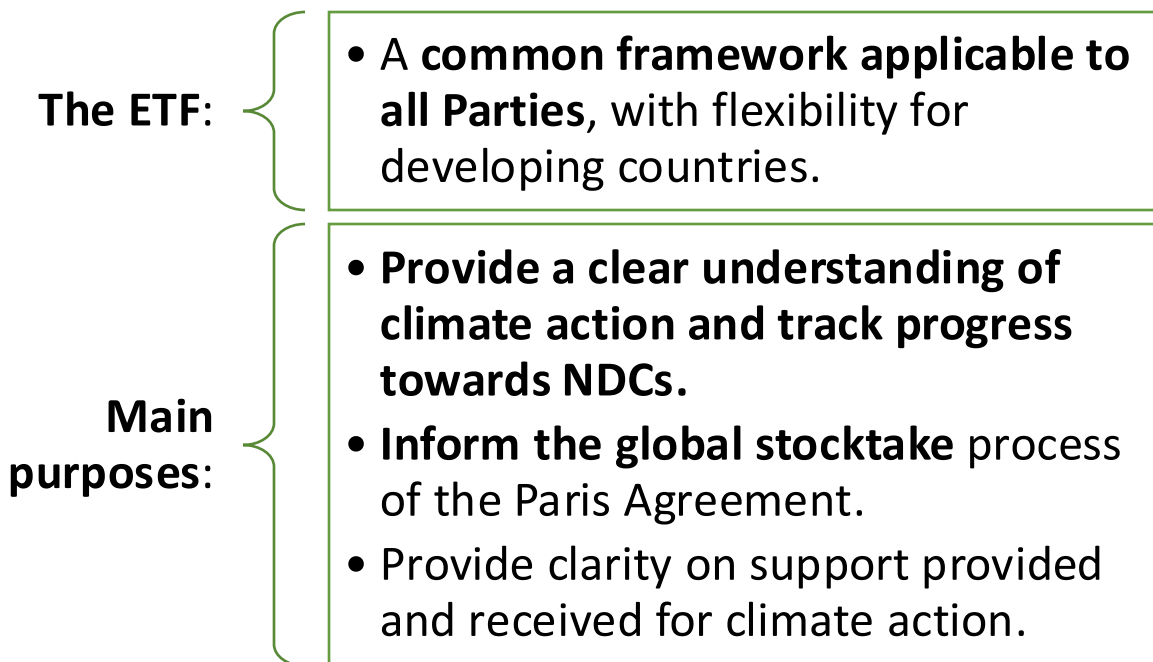 The ETF:
• A common framework applicable to
all Parties, with flexibility for
developing countries.
Main
purposes:
• Provide a clear understanding of
climate action and track progress
towards NDCs.
• Inform the global stocktake process
of the Paris Agreement.
• Provide clarity on support provided
and received for climate action.